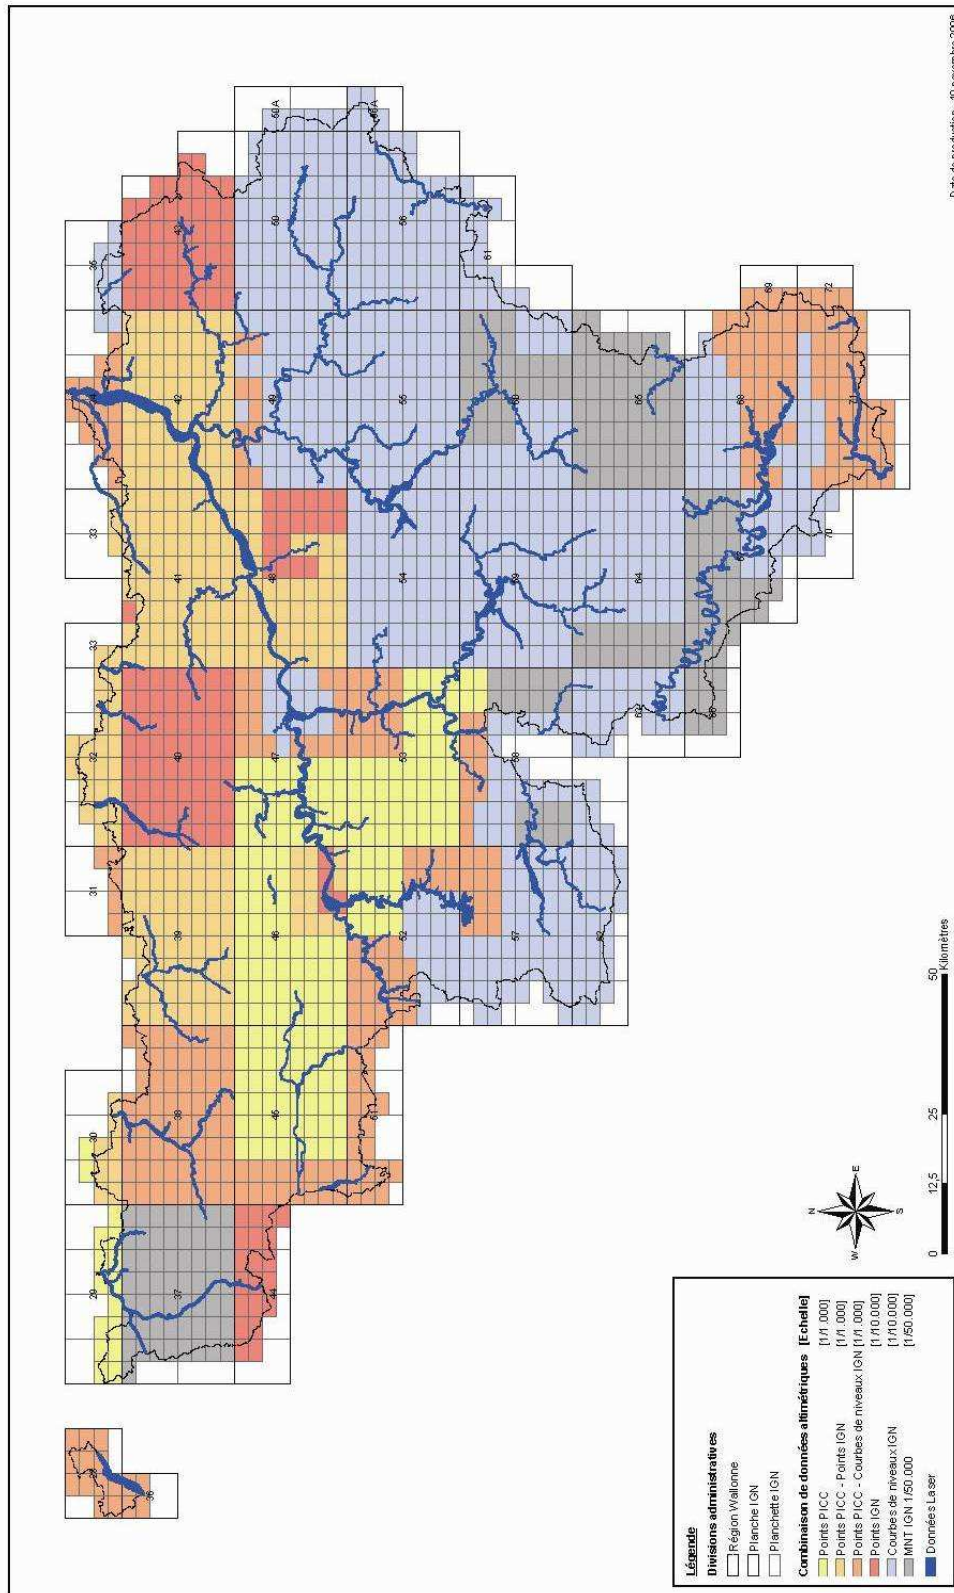 Légende
Divisions administratives
Région Wallonne
Planche IGN
Planchette IGN
Combinaison de données altimétriques [Echelle]
Points PICC [1/1.000]
Points PICC - Points IGN [1/1.000]
Points PICC - Courbes de niveaux IGN [1/1.000]
Points IGN [1/10.000]
Courbes de niveaux IGN [1/10.000]
MNT IGN 1/50.000 [1/50.000]
Données Laser
N
W
E
S
0 12,5 25 50
Kilomètres
29
30
31
32
33
33
35
36
37
38
39
40
41
42
43
44
45
46
47
48
49
50
50A
51
52
53
54
55
56
56A
57
58
59
60
61
62
63
64
65
66
67
68
69
70
71
72